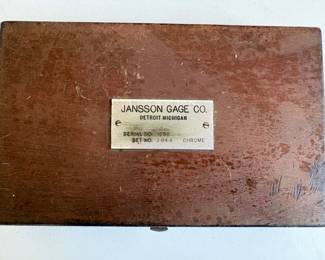 JANSSON GAGE CO.
DETROIT MICHIGAN
SERIAL NO.
SET NO. CHROME